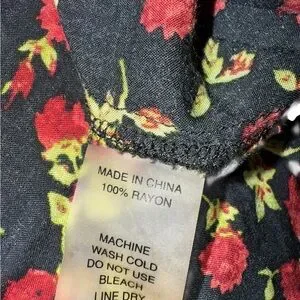 MADE IN CHINA
100% RAYON
MACHINE
WASH COLD
DO NOT USE
BLEACH
LINE DRY